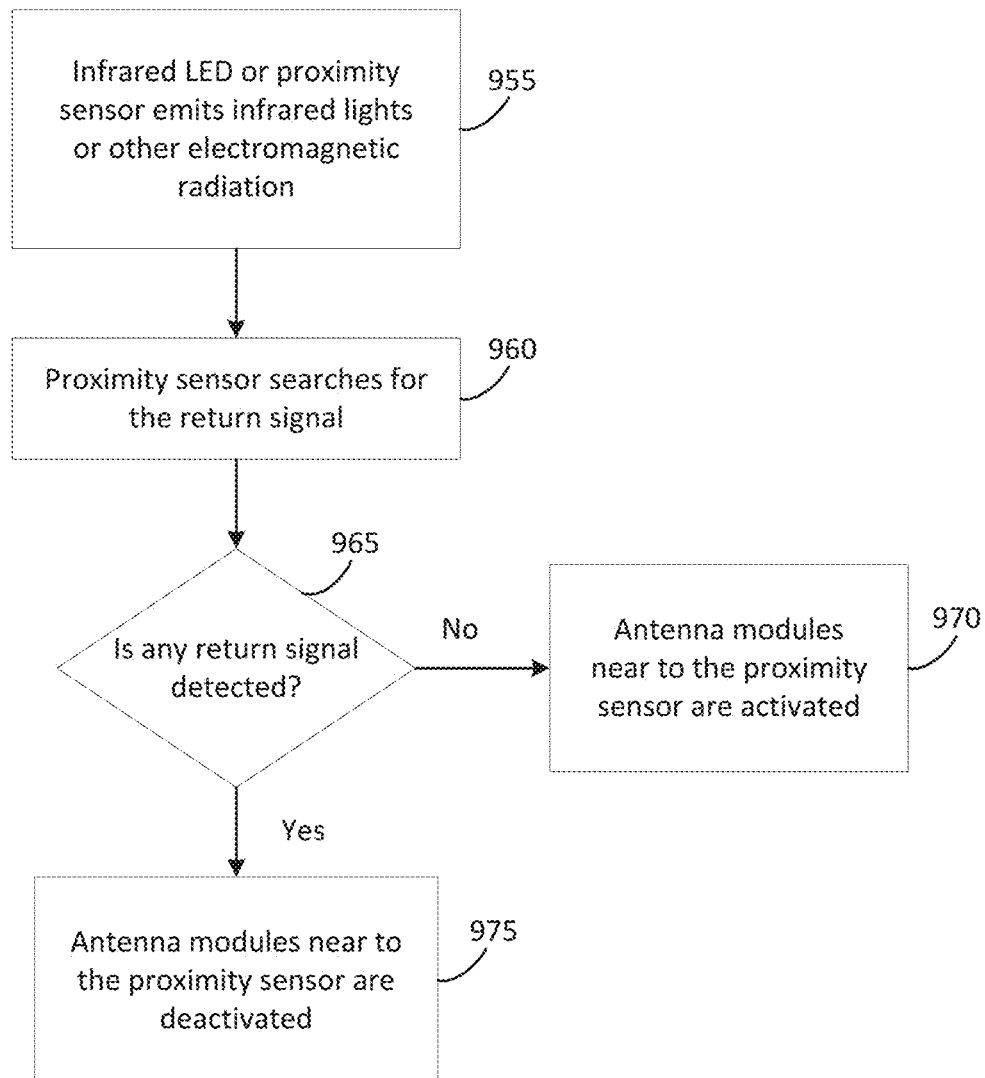 Infrared LED or proximity
sensor emits infrared lights
or other electromagnetic
radiation
955
Proximity sensor searches for
the return signal
960
965
Is any return signal
detected?
No
Antenna modules
near to the proximity
sensor are activated
970
Yes
Antenna modules near to
the proximity sensor are
deactivated
975